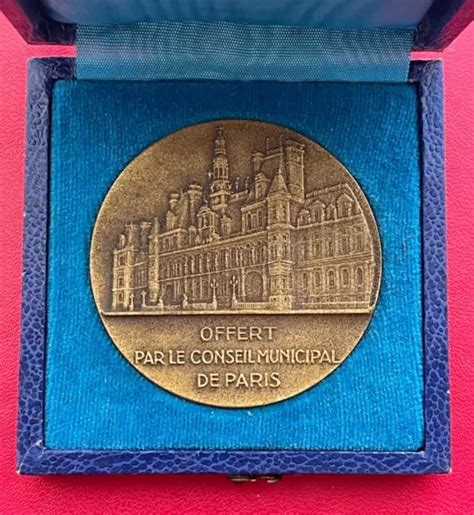 OFFERT
PAR LE CONSEIL MUNICIPAL
DE PARIS